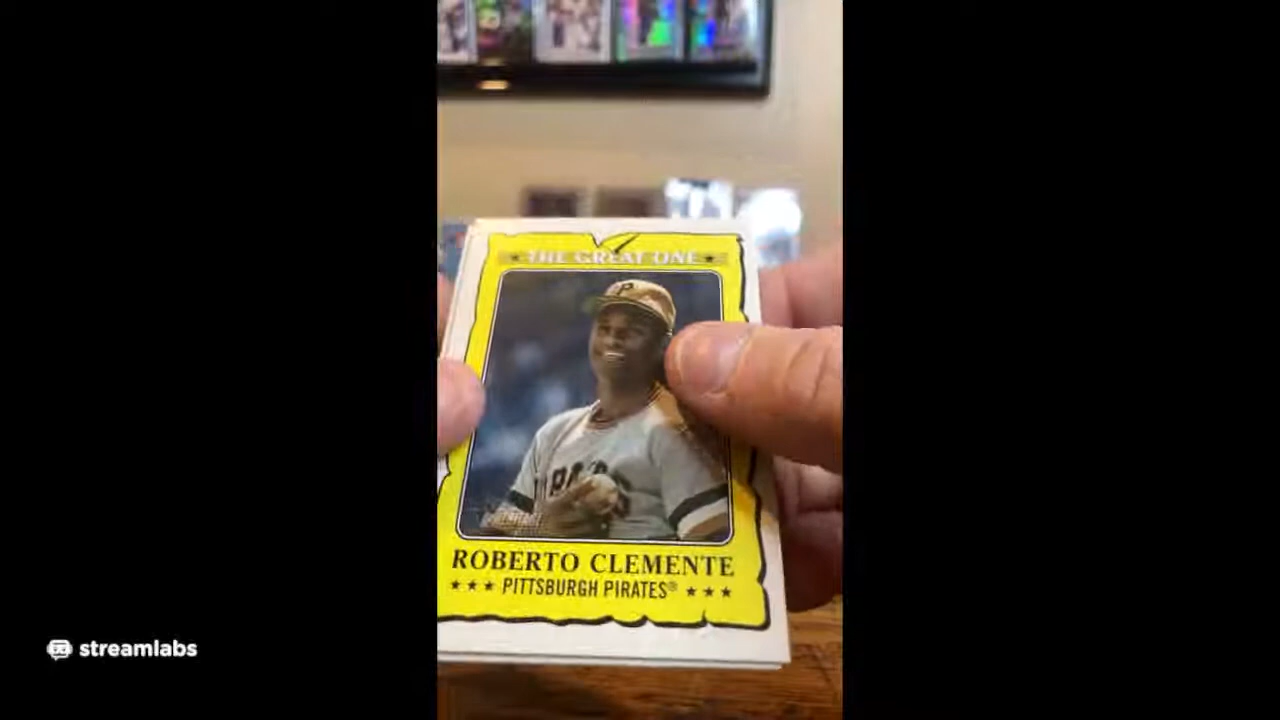 ★ THE GREAT ONE ★
P
ROBERTO CLEMENTE
★ ★ ★ PITTSBURGH PIRATES® ★ ★ ★
streamlabs